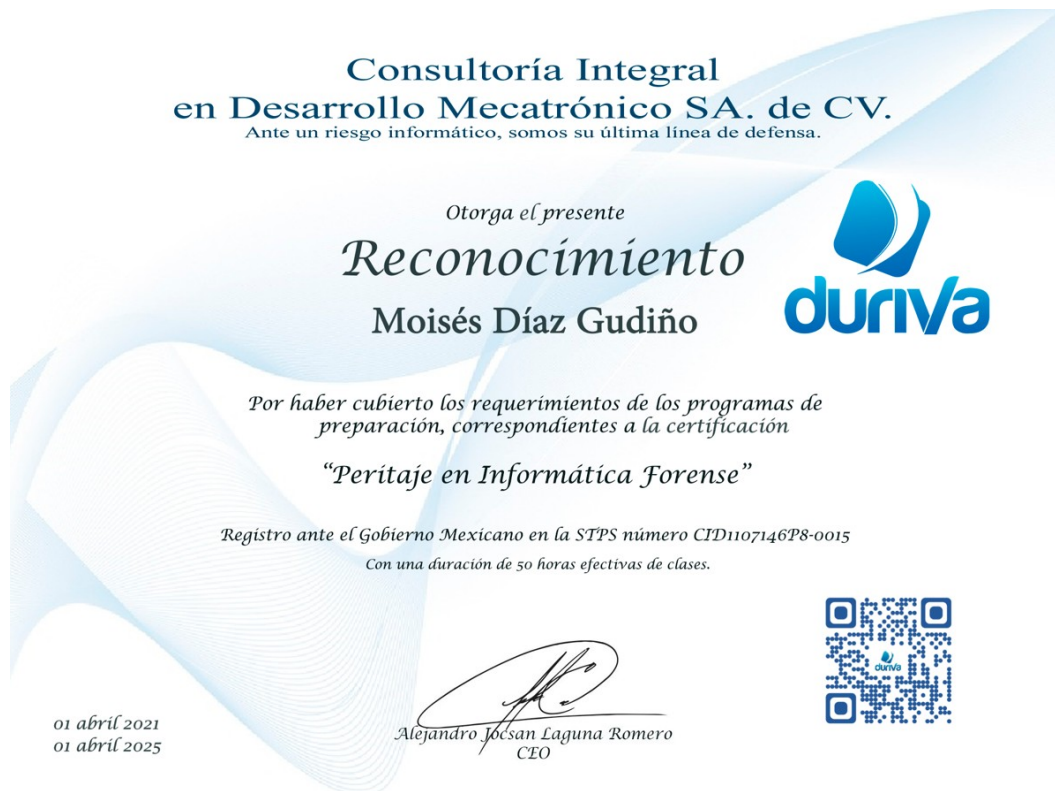 Consultoría Integral
en Desarrollo Mecatrónico SA. de CV.
Ante un riesgo informático, somos su última línea de defensa.
Otorga el presente
Reconocimiento
duriva
Moisés Díaz Gudiño
Por haber cubierto los requerimientos de los programas de
preparación, correspondientes a la certificación
“Peritaje en Informática Forense”
Registro ante el Gobierno Mexicano en la STPS número CID1107146P8-0015
Con una duración de 50 horas efectivas de clases.
duriva
01 abril 2021
01 abril 2025
Alejandro Jocsan Laguna Romero
CEO